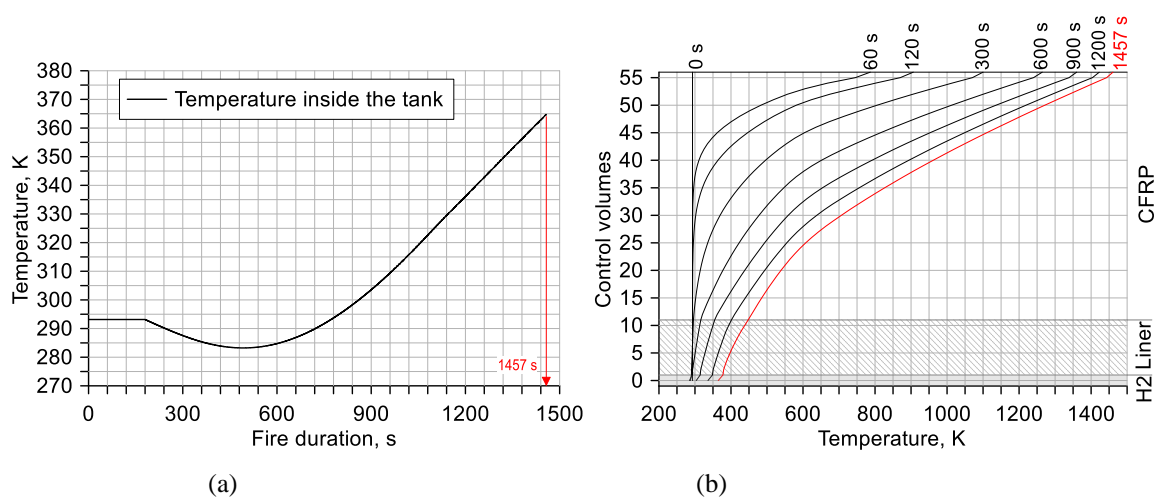 380
370
360
350
340
330
320
310
300
290
280
270
Temperature, K
Temperature inside the tank
1457 s
0 300 600 900 1200 1500
Fire duration, s
(a)
0 s
60 s
120 s
300 s
600 s
900 s
1200 s
1457 s
55
50
45
40
35
30
25
20
15
10
5
0
Control volumes
CFRP
H2 Liner
200 400 600 800 1000 1200 1400
Temperature, K
(b)